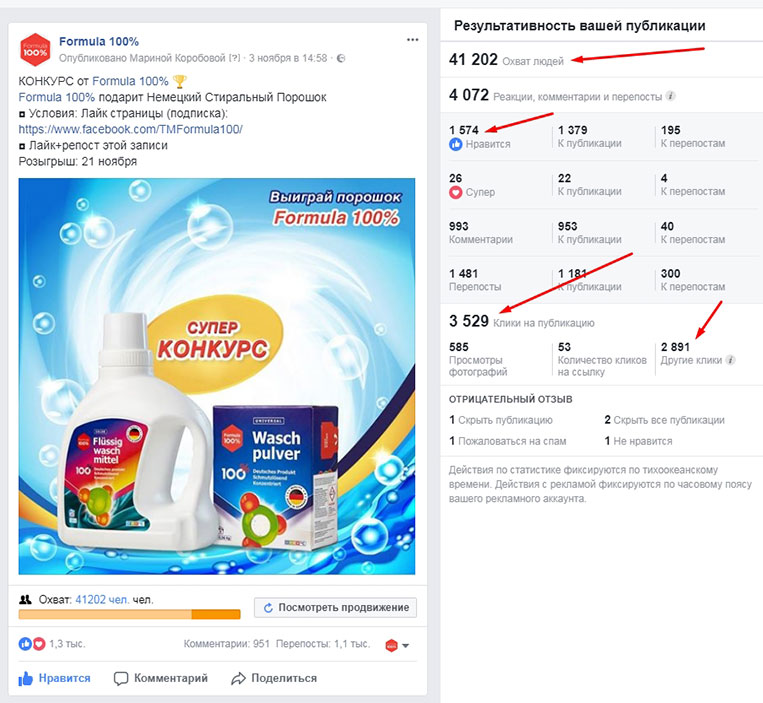 Formula 100%
Опубликовано Мариной Коробовой [?] · 3 ноября в 14:58 ·
КОНКУРС от Formula 100% 🏆
Formula 100% подарит Немецкий Стиральный Порошок
◘ Условия: Лайк страницы (подписка):
https://www.facebook.com/TMFormula100/
◘ Лайк+репост этой записи
Розыгрыш: 21 ноября
Выиграй порошок
Formula 100%
СУПЕР
КОНКУРС
Formula
100%
COLOR
Flüssig
wasch
mittel
100%
UNIVERSAL
Formula
100%
Wasch
pulver
100%
Deutsches Produkt
Schmutzlösend
Konzentriert
Охват: 41202 чел. чел.
Посмотреть продвижение
1,3 тыс.
Комментарии: 951 Перепосты: 1,1 тыс.
Нравится Комментарий Поделиться
Результативность вашей публикации
41 202 Охват людей
4 072 Реакции, комментарии и перепосты
1 574 1 379 195
Нравится К публикации К перепостам
26 22 4
Супер К публикации К перепостам
993 953 40
Комментарии К публикации К перепостам
1 481 1 181 300
Перепосты К публикации К перепостам
3 529 Клики на публикацию
585 53 2 891
Просмотры Количество кликов Другие клики
фотографий на ссылку
ОТРИЦАТЕЛЬНЫЙ ОТЗЫВ
1 Скрыть публикацию 2 Скрыть все публикации
1 Пожаловаться на спам 1 Не нравится
Действия по статистике фиксируются по тихоокеанскому
времени. Действия с рекламой фиксируются по часовому поясу
вашего рекламного аккаунта.